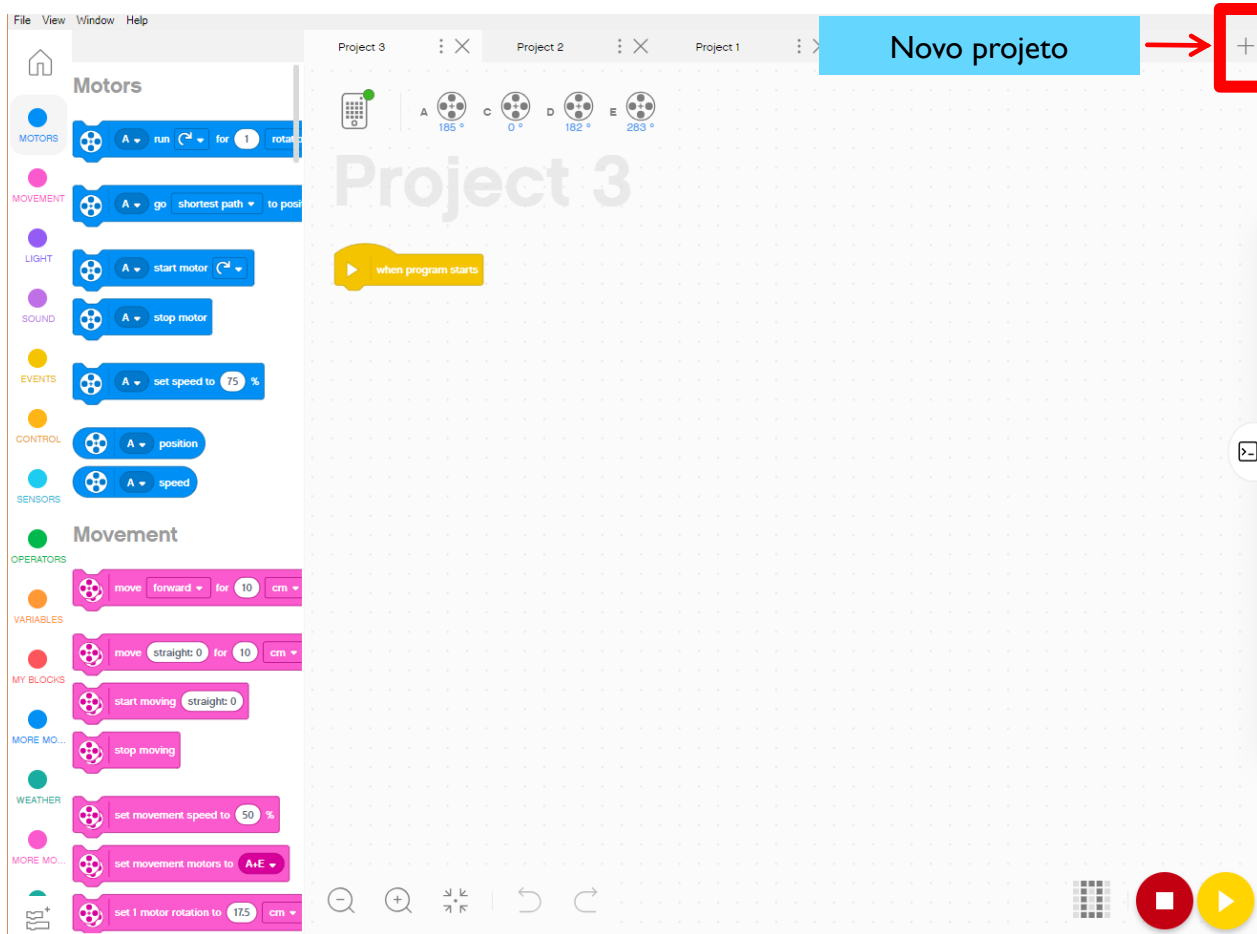 File View Window Help
Project 3
Project 2
Project 1
Novo projeto
Motors
MOTORS
A run for 1 rotat
A go shortest path to posi
A start motor
A stop motor
A set speed to 75 %
A position
A speed
Movement
move forward for 10 cm
move straight: 0 for 10 cm
start moving straight: 0
stop moving
set movement speed to 50 %
set movement motors to A+E
set 1 motor rotation to 17.5 cm
MOVEMENT
LIGHT
SOUND
EVENTS
CONTROL
SENSORS
OPERATORS
VARIABLES
MY BLOCKS
MORE MO...
WEATHER
MORE MO...
A 185 °
C 0 °
D 182 °
E 283 °
Project 3
when program starts